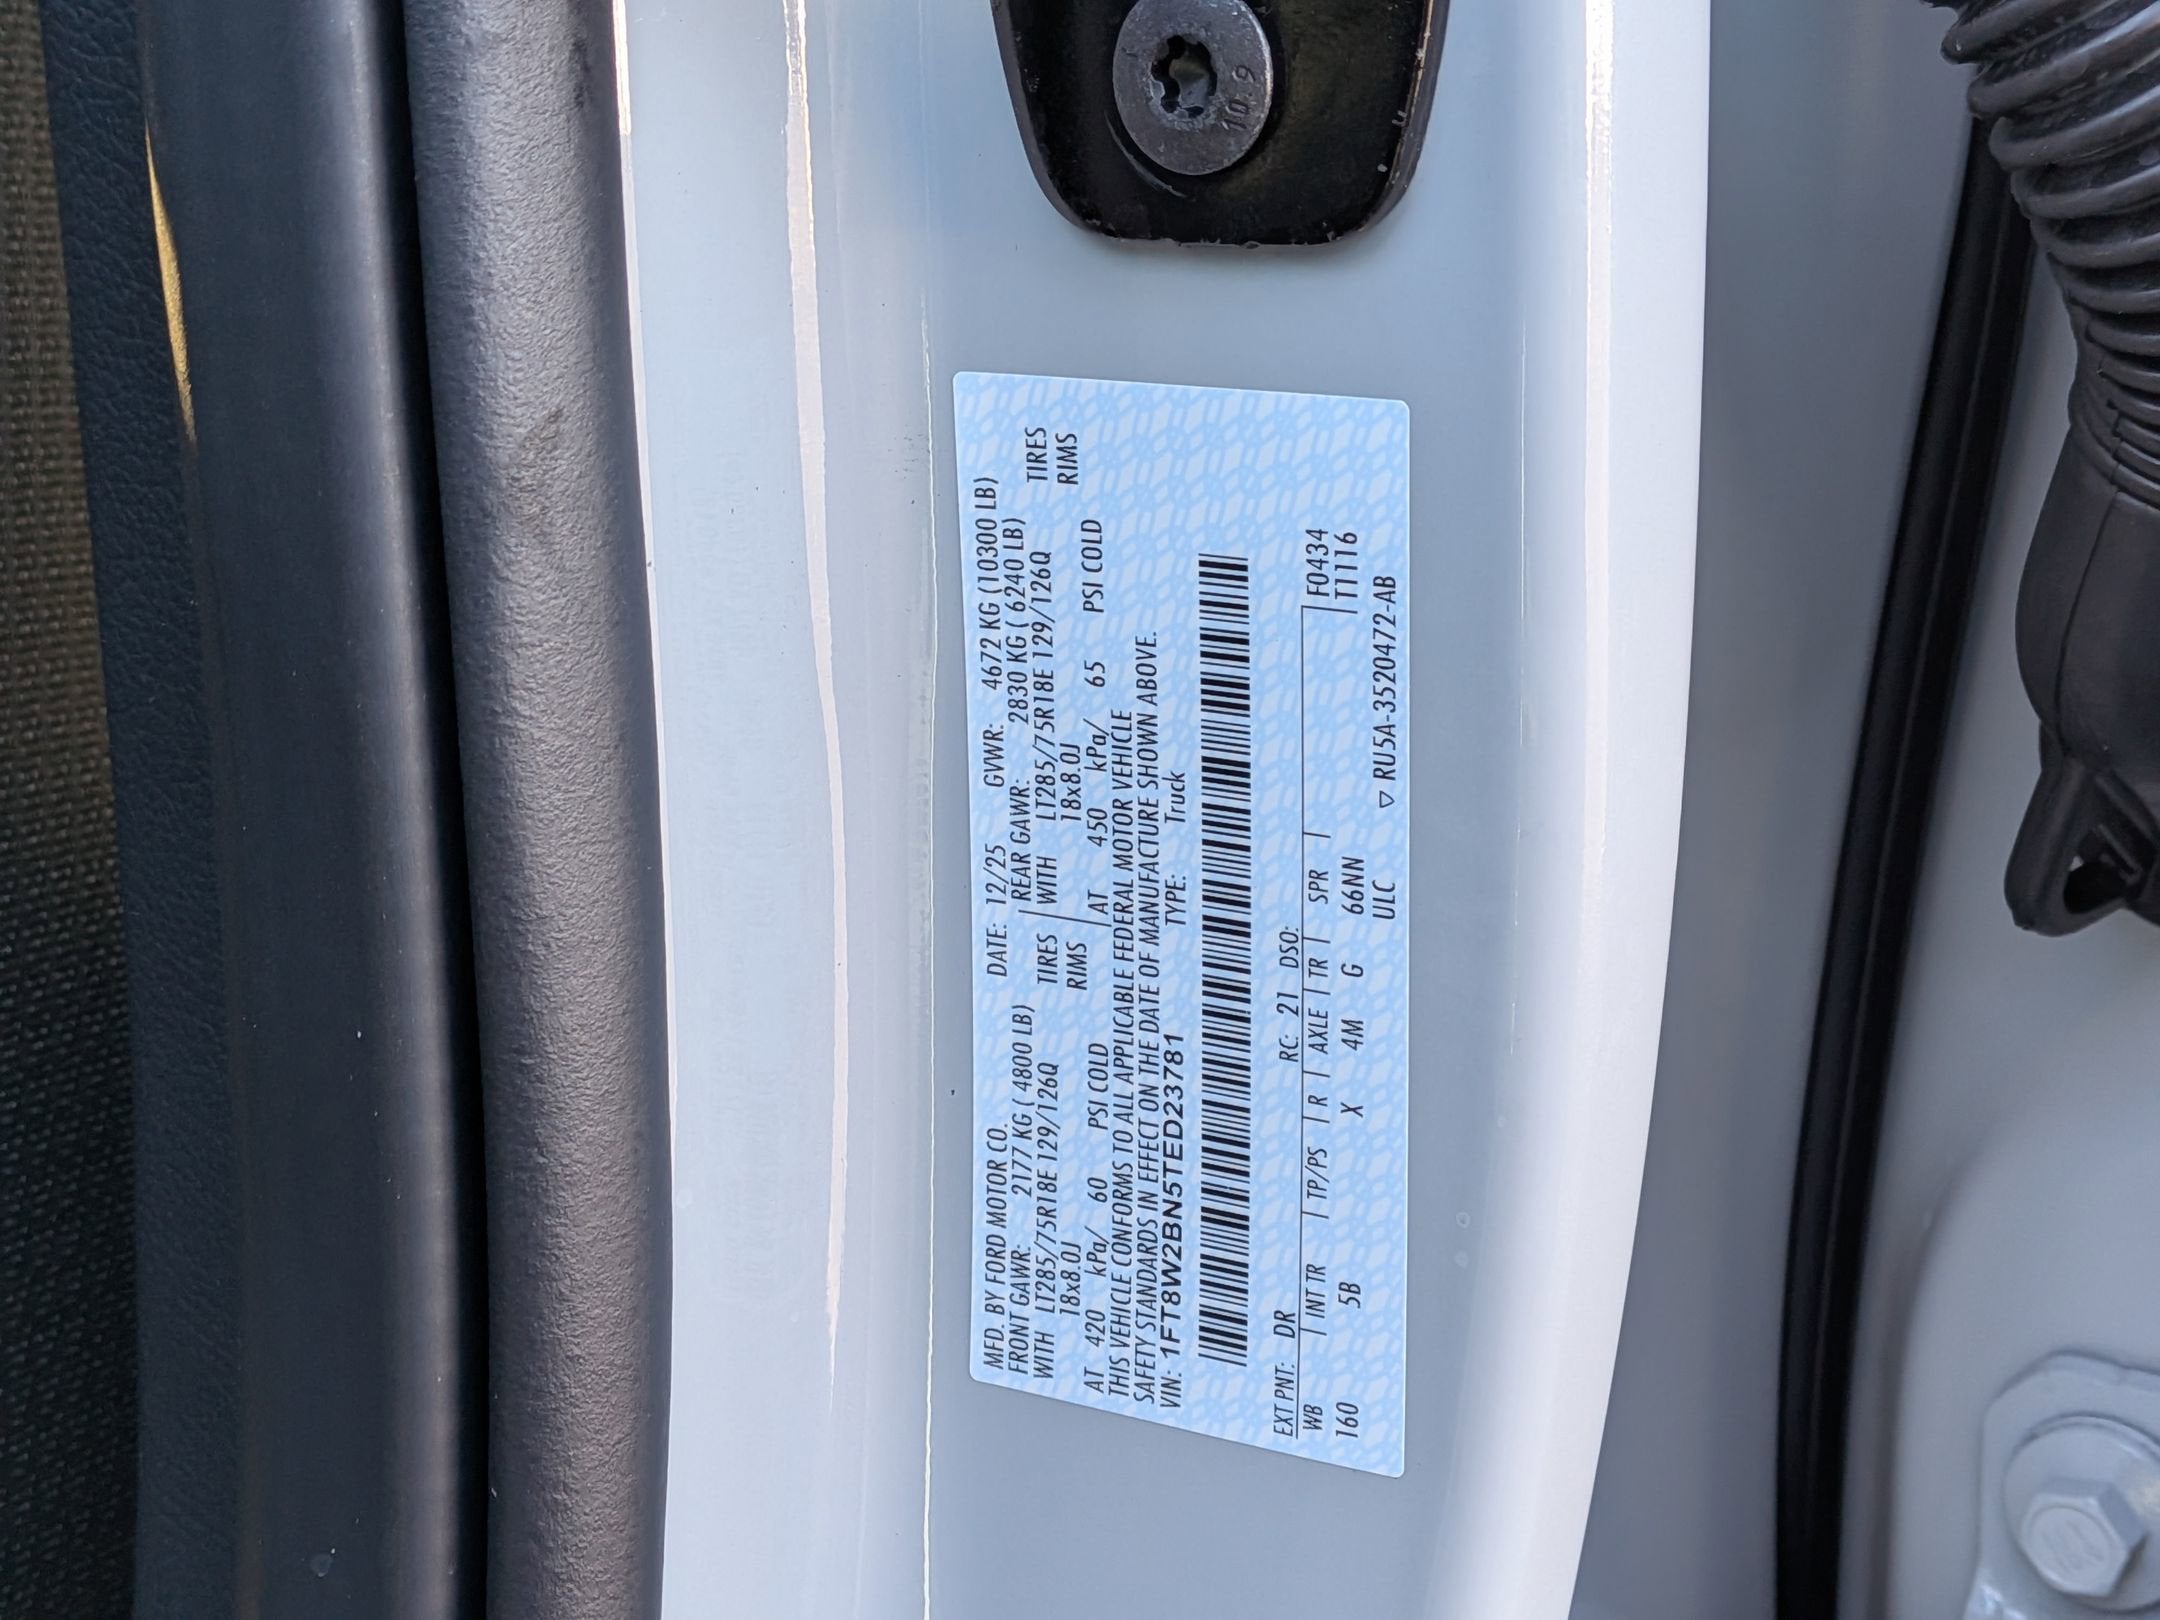 MFD. BY FORD MOTOR CO. DATE: 12/25 GVWR: 4672 KG (10300 LB)
FRONT GAWR: 2177 KG ( 4800 LB) REAR GAWR: 2830 KG ( 6240 LB)
WITH LT285/75R18E 129/126Q TIRES WITH LT285/75R18E 129/126Q TIRES
18x8.0J RIMS 18x8.0J RIMS
AT 420 kPa/ 60 PSI COLD AT 450 kPa/ 65 PSI COLD
THIS VEHICLE CONFORMS TO ALL APPLICABLE FEDERAL MOTOR VEHICLE
SAFETY STANDARDS IN EFFECT ON THE DATE OF MANUFACTURE SHOWN ABOVE.
VIN: 1FT8W2BN5TED23781 TYPE: Truck
EXT PNT: DR RC: 21 DSO:
WB INT TR TP/PS R AXLE TR SPR F0434
160 5B X 4M G 66NN T1116
ULC ▽ RU5A-3520472-AB
10.9